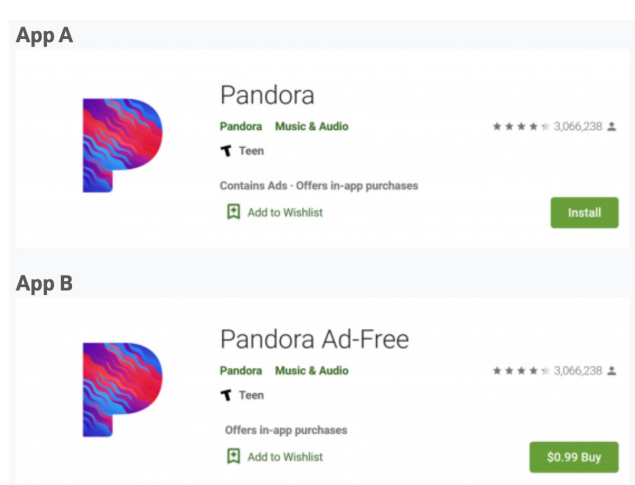 App A
Pandora
Pandora Music & Audio
3,066,238
Teen
Contains Ads · Offers in-app purchases
Add to Wishlist
Install
App B
Pandora Ad-Free
Pandora Music & Audio
3,066,238
Teen
Offers in-app purchases
Add to Wishlist
$0.99 Buy